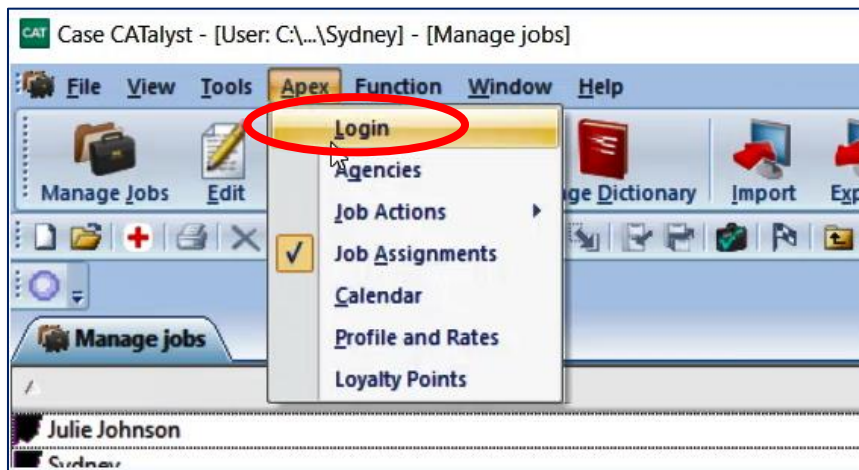 CAT Case CATalyst - [User: C:\...\Sydney] - [Manage jobs]
File View Tools Apex Function Window Help
Login
Agencies
Job Actions
Job Assignments
Calendar
Profile and Rates
Loyalty Points
Manage Jobs Edit Dictionary Import
Manage jobs
Julie Johnson
Sydney